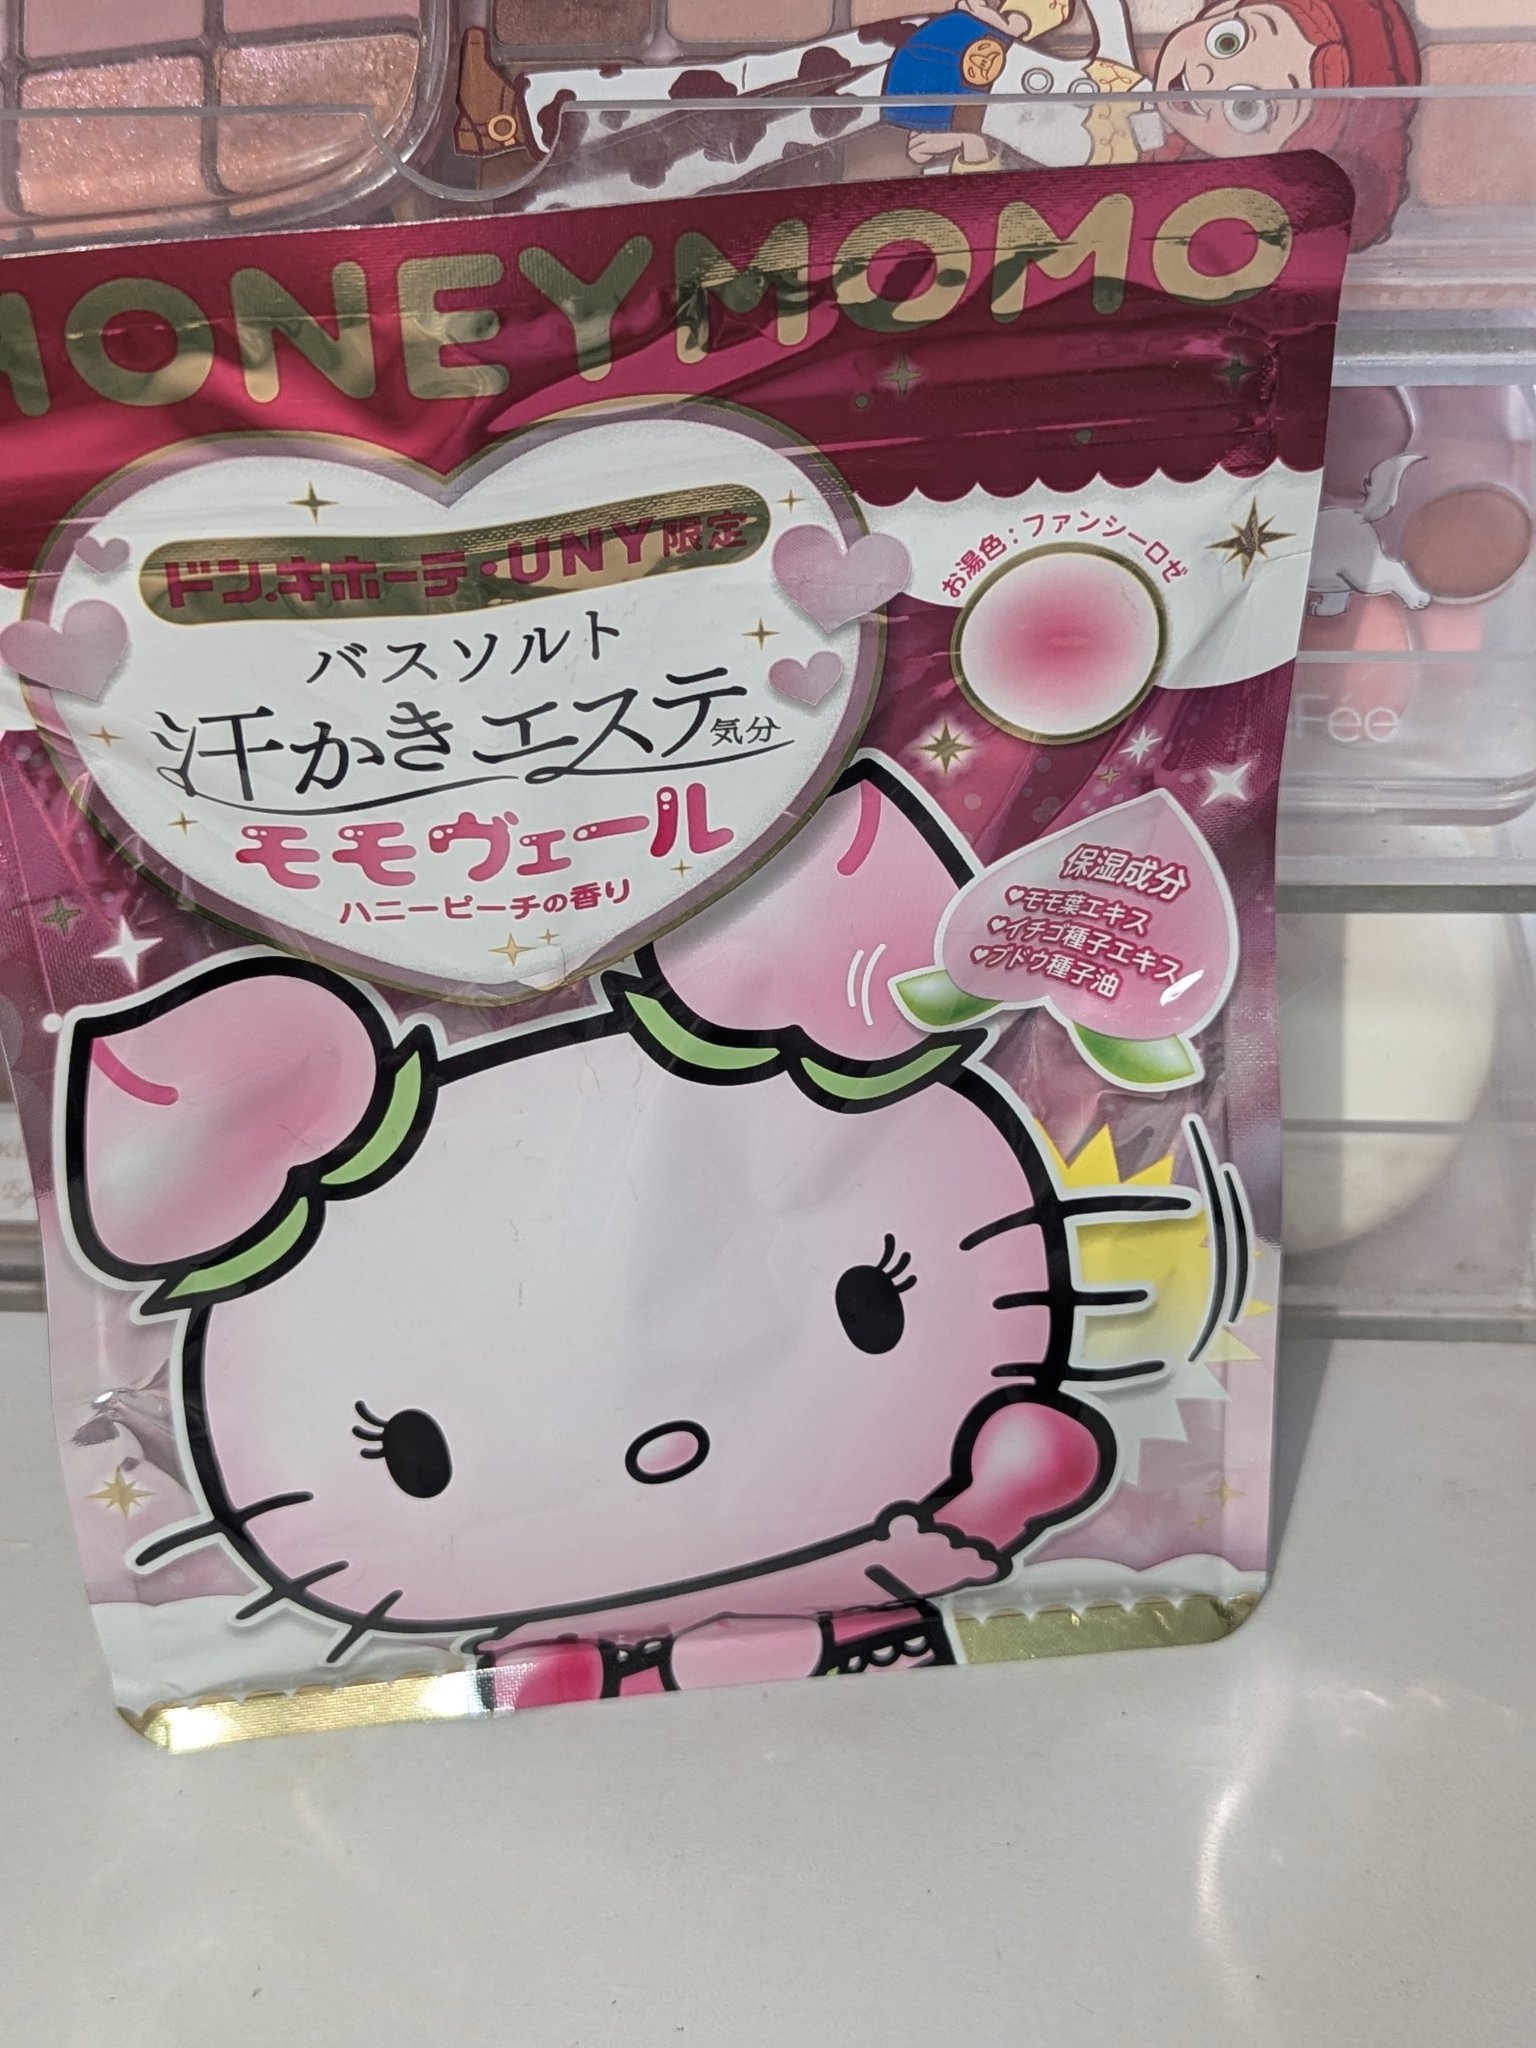 HONEYMOMO
ドン.キホーテ・UNY限定
バスソルト
汗かきエステ気分
モモヴェール
ハニーピーチの香り
お湯色：ファンシーロゼ
保湿成分
♥モモ葉エキス
♥イチゴ種子エキス
♥ブドウ種子油
Fée